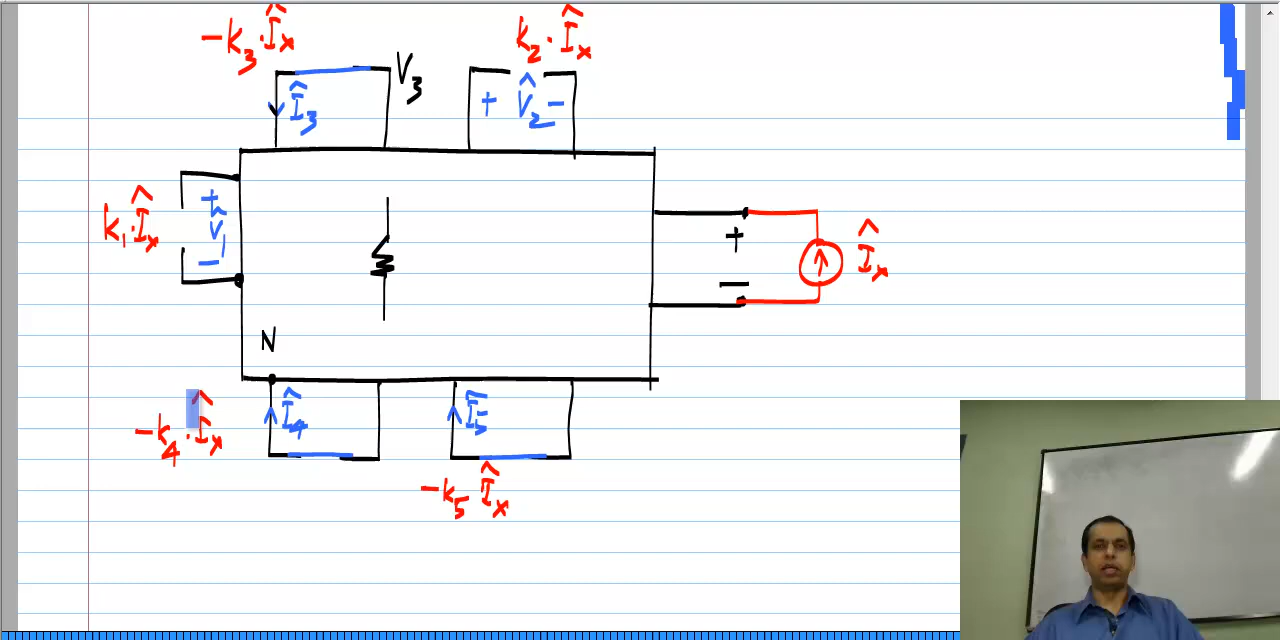 -k₃·Îₓ
k₂·Îₓ
V₃
Î₃
+ V̂₂ -
k₁·Îₓ
+
V̂₁
-
+
-
Îₓ
N
Î₄
Î₅
-k₄·Îₓ
-k₅ Îₓ